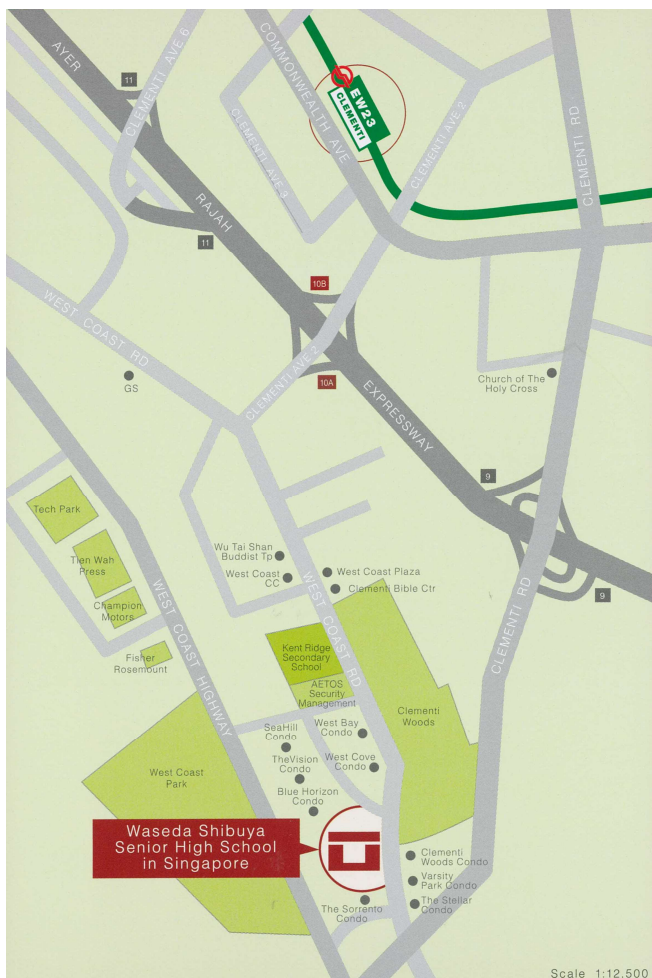 AYER
CLEMENTI AVE 6
COMMONWEALTH AVE
EW23
CLEMENTI
11
CLEMENTI AVE 3
CLEMENTI AVE 2
CLEMENTI RD
RAJAH
11
10B
WEST COAST RD
CLEMENTI AVE 2
10A
GS
EXPRESSWAY
Church of The
Holy Cross
9
Tech Park
Wu Tai Shan
Buddist Tp
West Coast
CC
West Coast Plaza
Clementi Bible Ctr
Tien Wah
Press
Champion
Motors
9
WEST COAST HIGHWAY
WEST COAST RD
CLEMENTI RD
Fisher
Rosemount
Kent Ridge
Secondary
School
AETOS
Security
Management
Clementi
Woods
SeaHill
Condo
West Bay
Condo
TheVision
Condo
West Cove
Condo
West Coast
Park
Blue Horizon
Condo
Waseda Shibuya
Senior High School
in Singapore
Clementi
Woods Condo
Varsity
Park Condo
The Stellar
Condo
The Sorrento
Condo
Scale 1:12.500